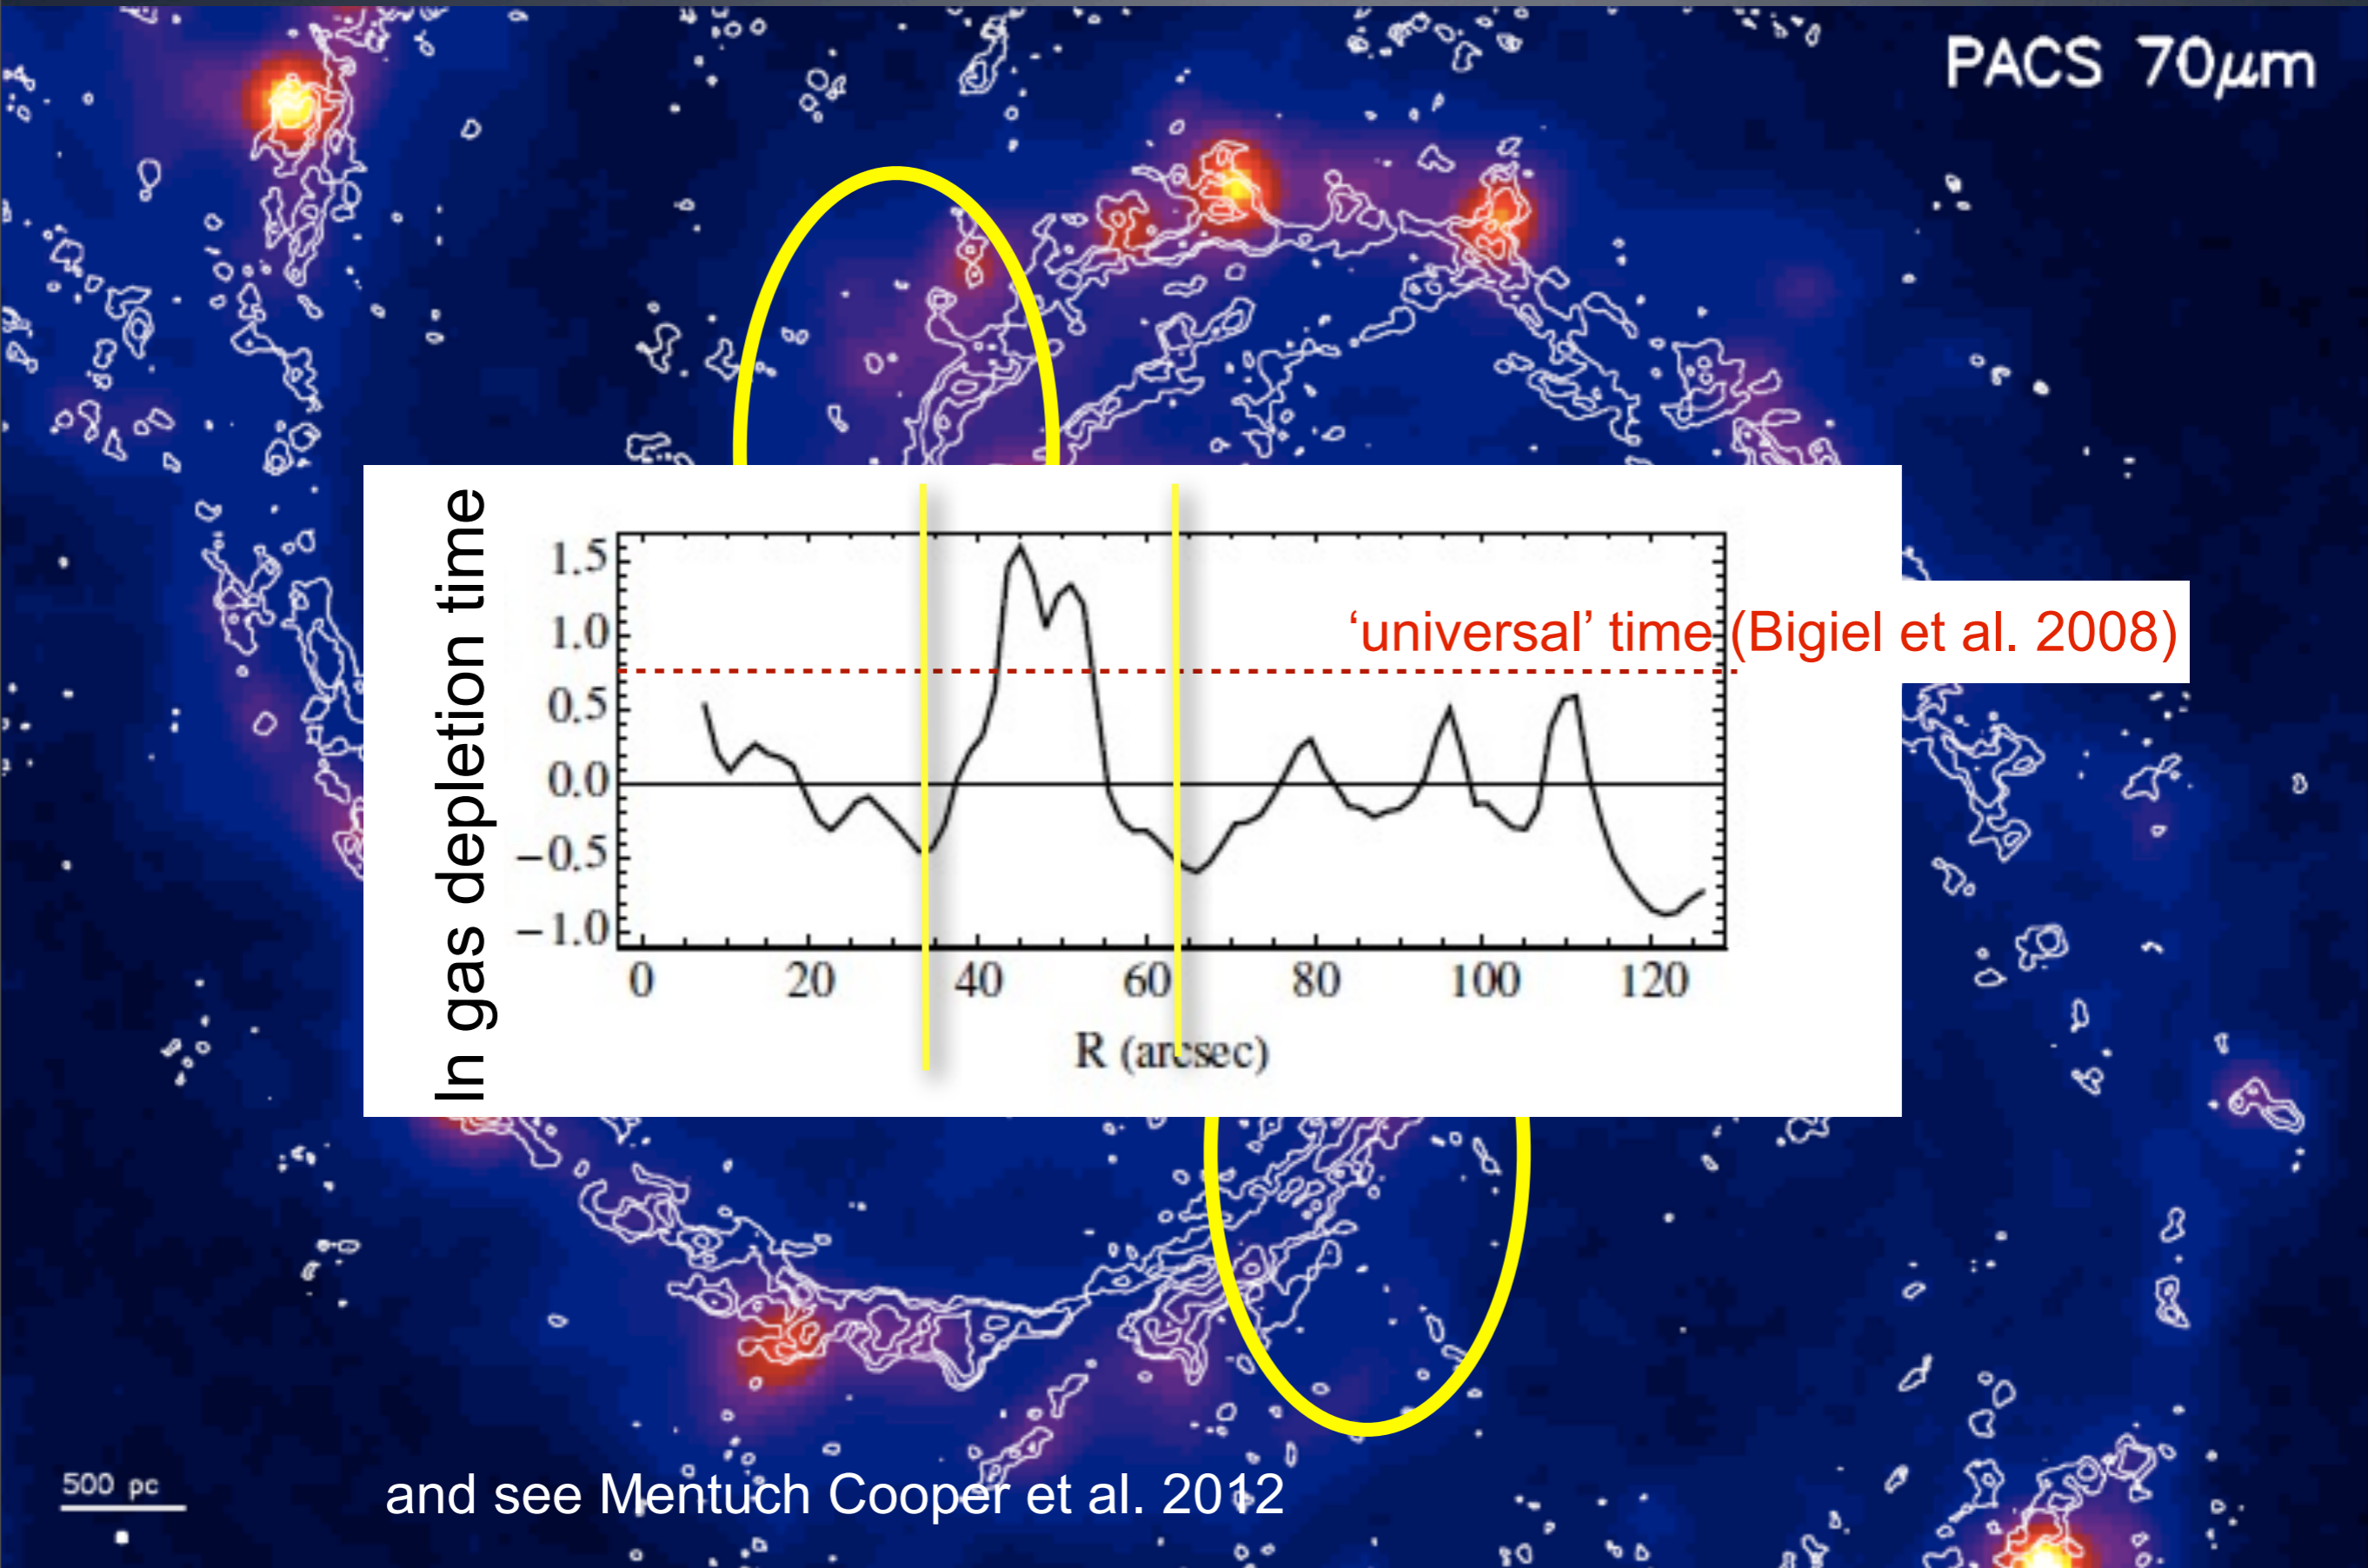 PACS 70μm
ln gas depletion time
1.5
1.0
0.5
0.0
−0.5
−1.0
‘universal’ time (Bigiel et al. 2008)
0 20 40 60 80 100 120
R (arcsec)
500 pc
and see Mentuch Cooper et al. 2012